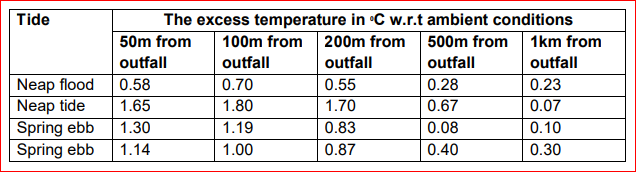 Tide The excess temperature in ⁰C w.r.t ambient conditions
50m from outfall 100m from outfall 200m from outfall 500m from outfall 1km from outfall
Neap flood 0.58 0.70 0.55 0.28 0.23
Neap tide 1.65 1.80 1.70 0.67 0.07
Spring ebb 1.30 1.19 0.83 0.08 0.10
Spring ebb 1.14 1.00 0.87 0.40 0.30